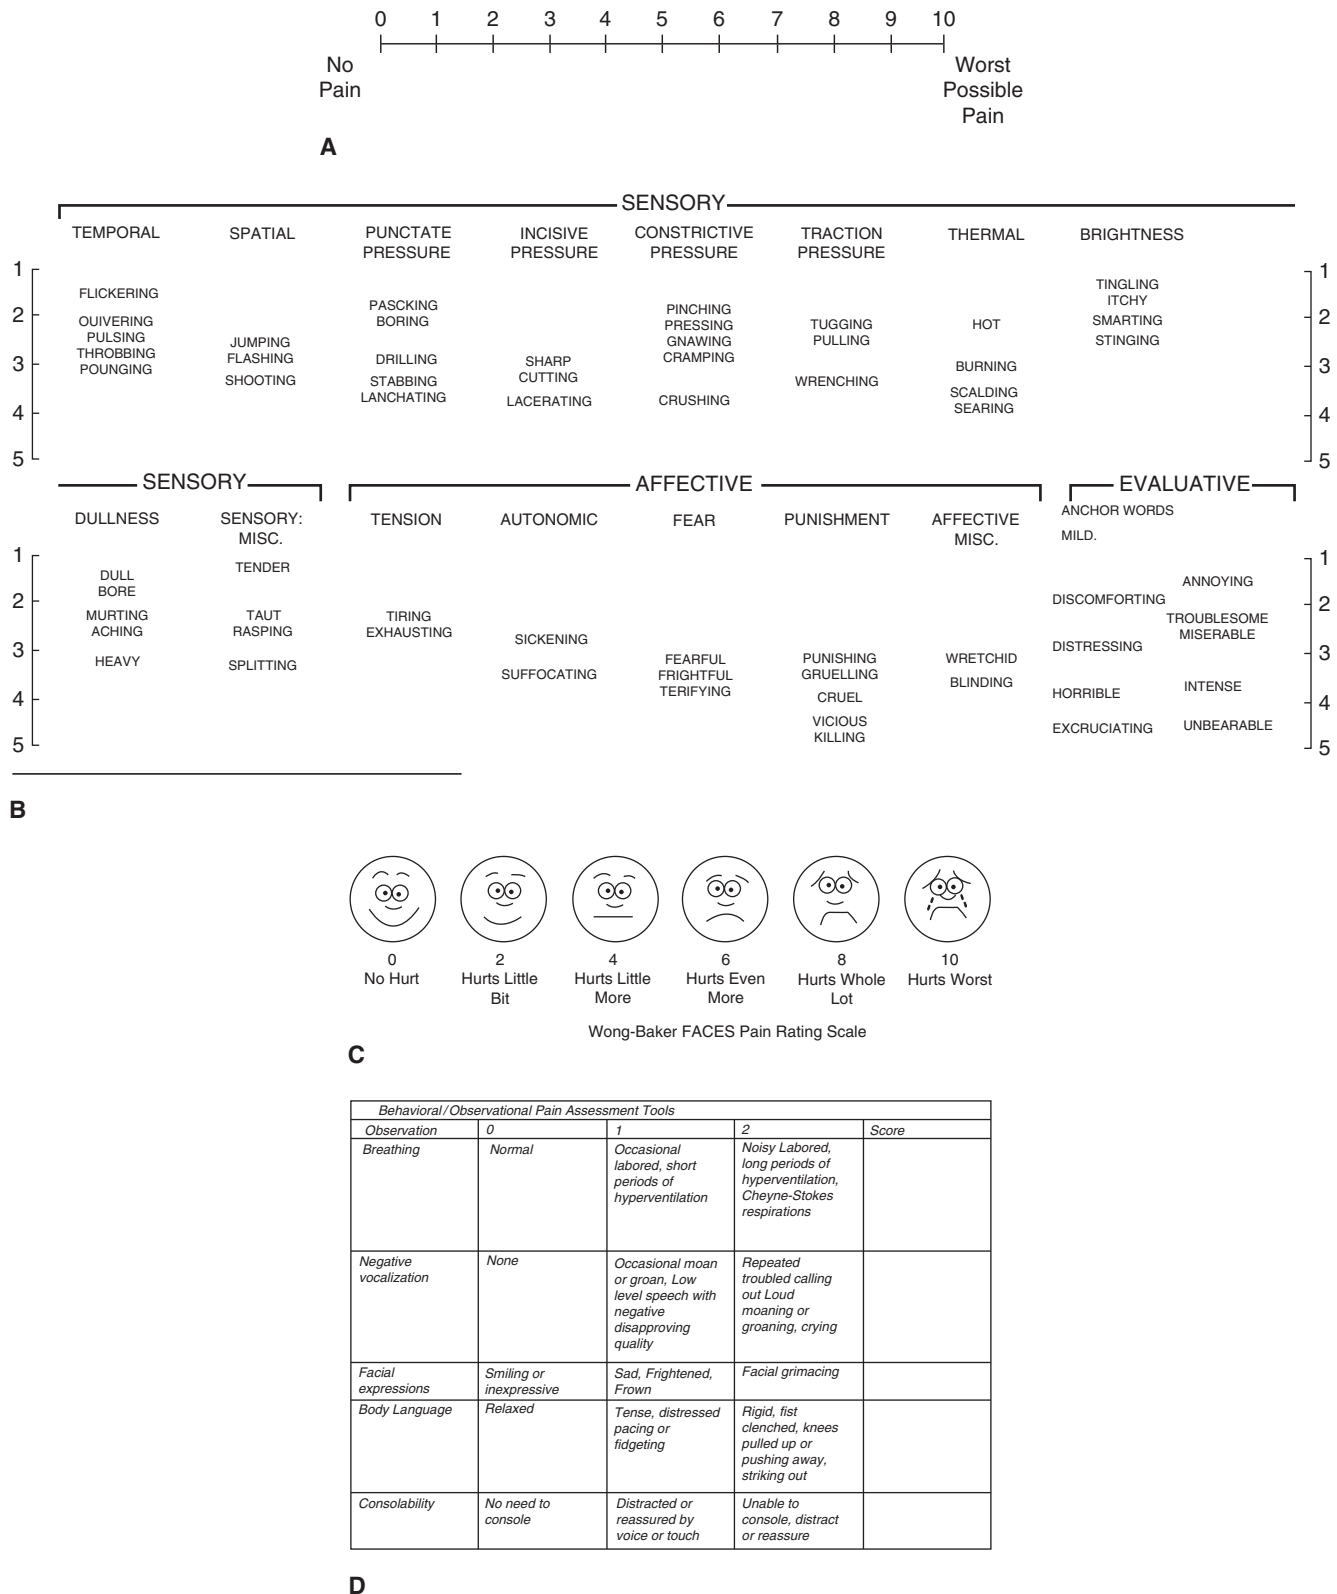 0 1 2 3 4 5 6 7 8 9 10
No
Pain
Worst
Possible
Pain
A
SENSORY
TEMPORAL
SPATIAL
PUNCTATE
PRESSURE
INCISIVE
PRESSURE
CONSTRICTIVE
PRESSURE
TRACTION
PRESSURE
THERMAL
BRIGHTNESS
1
2
3
4
5
FLICKERING
OUIVERING
PULSING
THROBBING
POUNGING
JUMPING
FLASHING
SHOOTING
PASCKING
BORING
DRILLING
STABBING
LANCHATING
SHARP
CUTTING
LACERATING
PINCHING
PRESSING
GNAWING
CRAMPING
CRUSHING
TUGGING
PULLING
WRENCHING
HOT
BURNING
SCALDING
SEARING
TINGLING
ITCHY
SMARTING
STINGING
1
2
3
4
5
SENSORY
AFFECTIVE
EVALUATIVE
DULLNESS
SENSORY:
MISC.
TENSION
AUTONOMIC
FEAR
PUNISHMENT
AFFECTIVE
MISC.
ANCHOR WORDS
MILD.
1
2
3
4
5
DULL
BORE
MURTING
ACHING
HEAVY
TENDER
TAUT
RASPING
SPLITTING
TIRING
EXHAUSTING
SICKENING
SUFFOCATING
FEARFUL
FRIGHTFUL
TERIFYING
PUNISHING
GRUELLING
CRUEL
VICIOUS
KILLING
WRETCHID
BLINDING
DISCOMFORTING
DISTRESSING
HORRIBLE
EXCRUCIATING
ANNOYING
TROUBLESOME
MISERABLE
INTENSE
UNBEARABLE
1
2
3
4
5
B
0
No Hurt
2
Hurts Little
Bit
4
Hurts Little
More
6
Hurts Even
More
8
Hurts Whole
Lot
10
Hurts Worst
Wong-Baker FACES Pain Rating Scale
C
Behavioral/Observational Pain Assessment Tools
Observation 0 1 2 Score
Breathing
Normal
Occasional
labored, short
periods of
hyperventilation
Noisy Labored,
long periods of
hyperventilation,
Cheyne-Stokes
respirations
Negative
vocalization
None
Occasional moan
or groan, Low
level speech with
negative
disapproving
quality
Repeated
troubled calling
out Loud
moaning or
groaning, crying
Facial
expressions
Smiling or
inexpressive
Sad, Frightened,
Frown
Facial grimacing
Body Language
Relaxed
Tense, distressed
pacing or
fidgeting
Rigid, fist
clenched, knees
pulled up or
pushing away,
striking out
Consolability
No need to
console
Distracted or
reassured by
voice or touch
Unable to
console, distract
or reassure
D